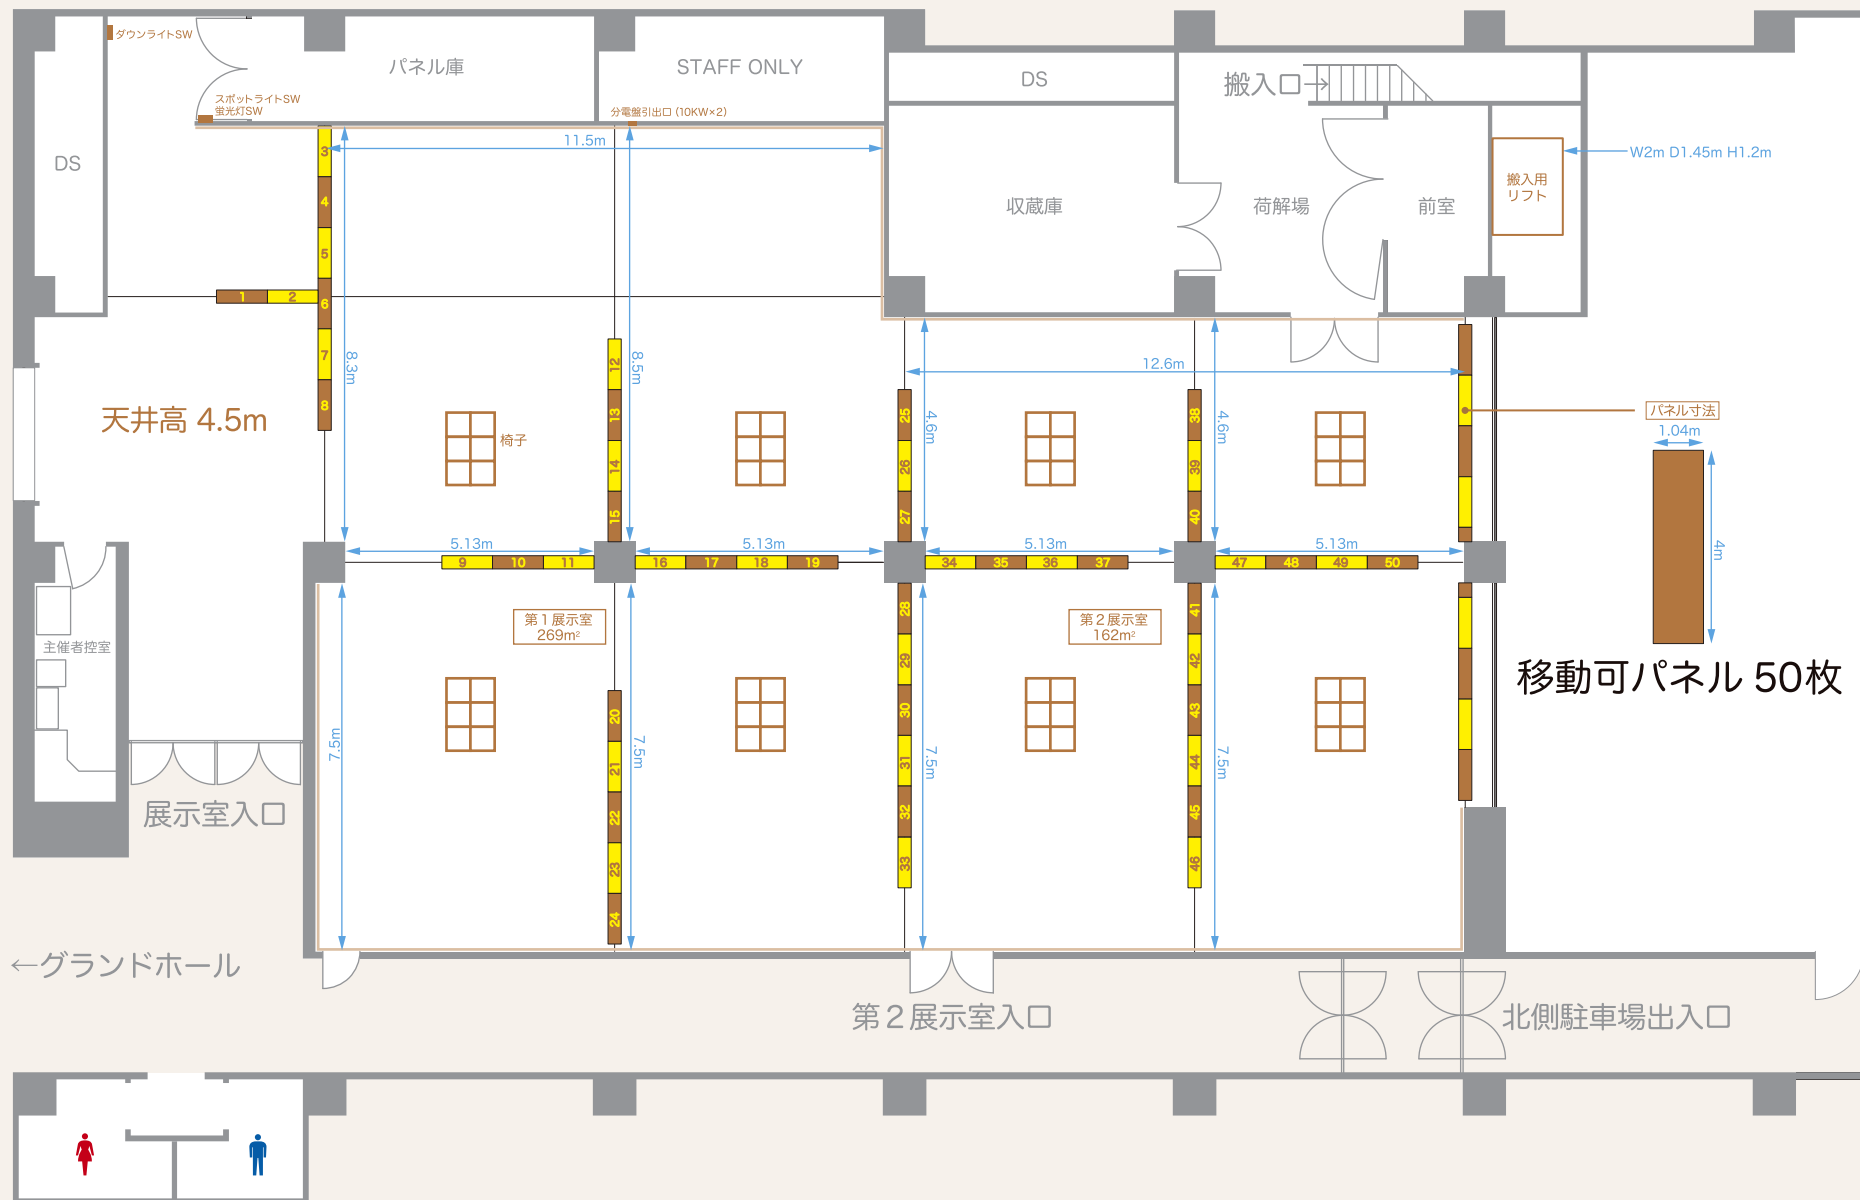 ダウンライトSW
パネル庫
STAFF ONLY
DS
搬入口→
スポットライトSW
蛍光灯SW
分電盤引出口 (10KW×2)
11.5m
DS
W2m D1.45m H1.2m
搬入用
リフト
収蔵庫
荷解場
前室
3
4
5
6
7
8
1
2
8.3m
8.5m
12
13
14
15
12.6m
4.6m
4.6m
25
26
27
38
39
40
天井高 4.5m
椅子
パネル寸法
1.04m
4m
移動可パネル 50枚
5.13m
5.13m
5.13m
5.13m
9
10
11
16
17
18
19
34
35
36
37
47
48
49
50
第1展示室
269m²
第2展示室
162m²
主催者控室
28
29
30
31
32
33
41
42
43
44
45
46
20
21
22
23
24
7.5m
7.5m
7.5m
7.5m
展示室入口
←グランドホール
第2展示室入口
北側駐車場出入口